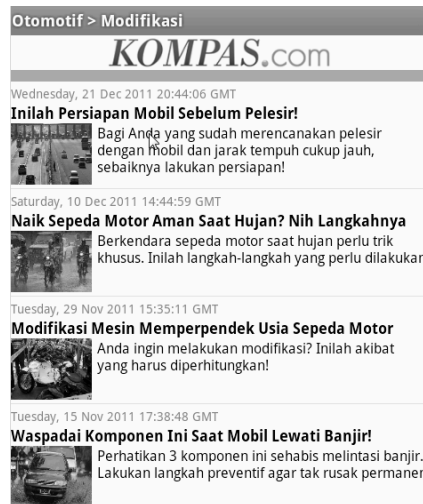 Otomotif > Modifikasi
KOMPAS.com
Wednesday, 21 Dec 2011 20:44:06 GMT
Inilah Persiapan Mobil Sebelum Pelesir!
Bagi Anda yang sudah merencanakan pelesir
dengan mobil dan jarak tempuh cukup jauh,
sebaiknya lakukan persiapan!
Saturday, 10 Dec 2011 14:44:59 GMT
Naik Sepeda Motor Aman Saat Hujan? Nih Langkahnya
Berkendara sepeda motor saat hujan perlu trik
khusus. Inilah langkah-langkah yang perlu dilakukan
Tuesday, 29 Nov 2011 15:35:11 GMT
Modifikasi Mesin Memperpendek Usia Sepeda Motor
Anda ingin melakukan modifikasi? Inilah akibat
yang harus diperhitungkan!
Tuesday, 15 Nov 2011 17:38:48 GMT
Waspadai Komponen Ini Saat Mobil Lewati Banjir!
Perhatikan 3 komponen ini sehabis melintasi banjir.
Lakukan langkah preventif agar tak rusak permanen